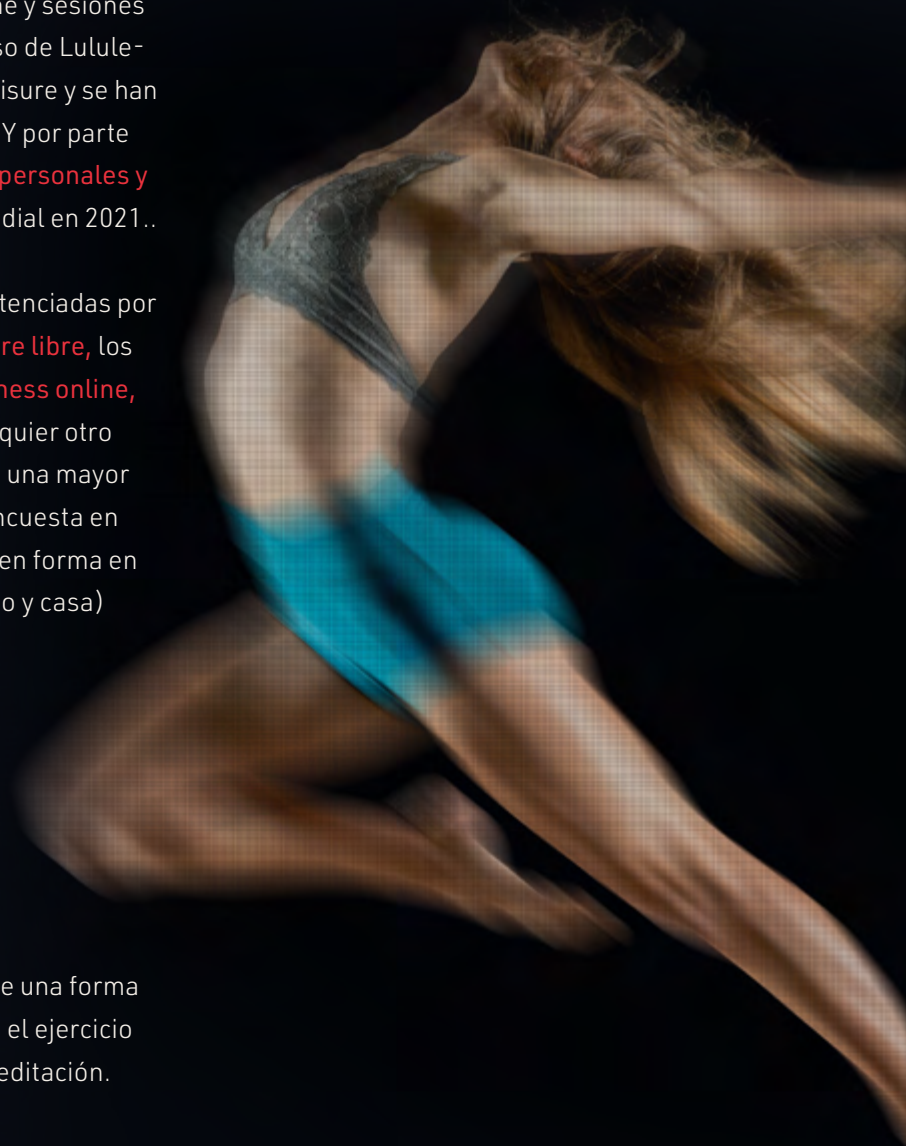 e y sesiones
so de Lulule-
isure y se han
Y por parte
personales y
dial en 2021..
tenciadas por
re libre, los
ness online,
quier otro
una mayor
ncuesta en
en forma en
o y casa)
e una forma
el ejercicio
editación.